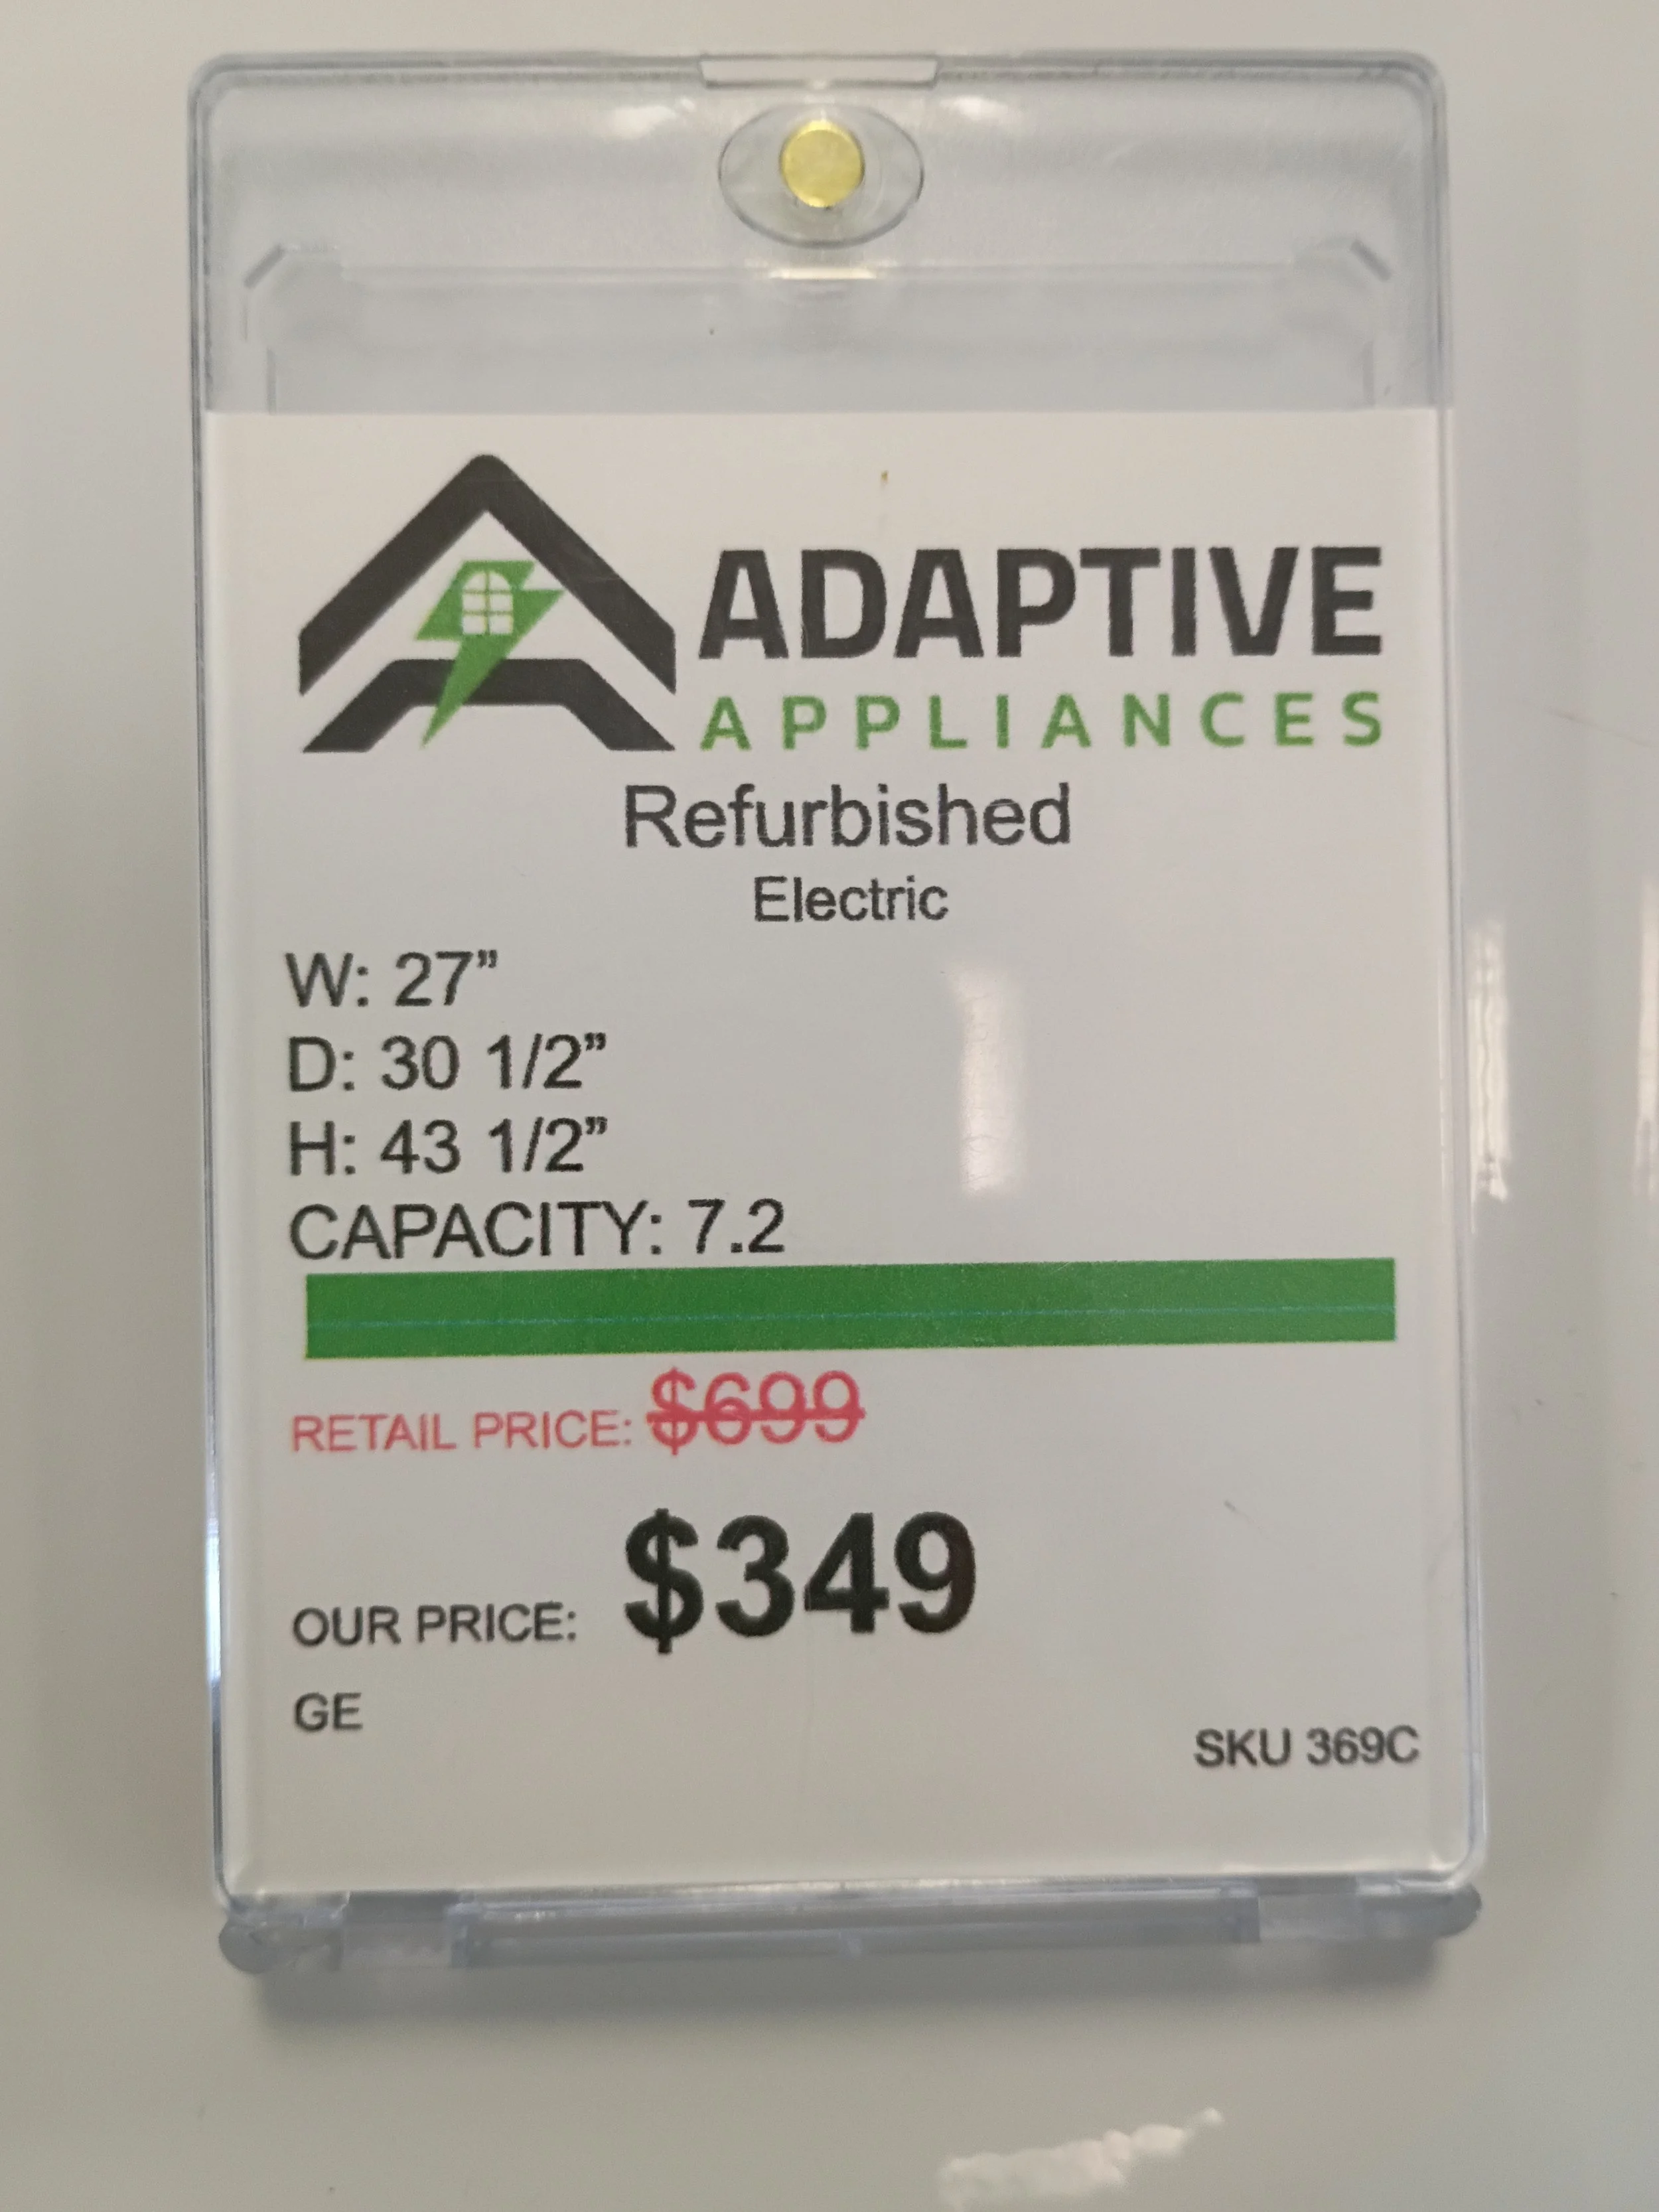 ADAPTIVE
APPLIANCES
Refurbished
Electric
W: 27”
D: 30 1/2”
H: 43 1/2”
CAPACITY: 7.2
RETAIL PRICE: $699
OUR PRICE: $349
GE
SKU 369C